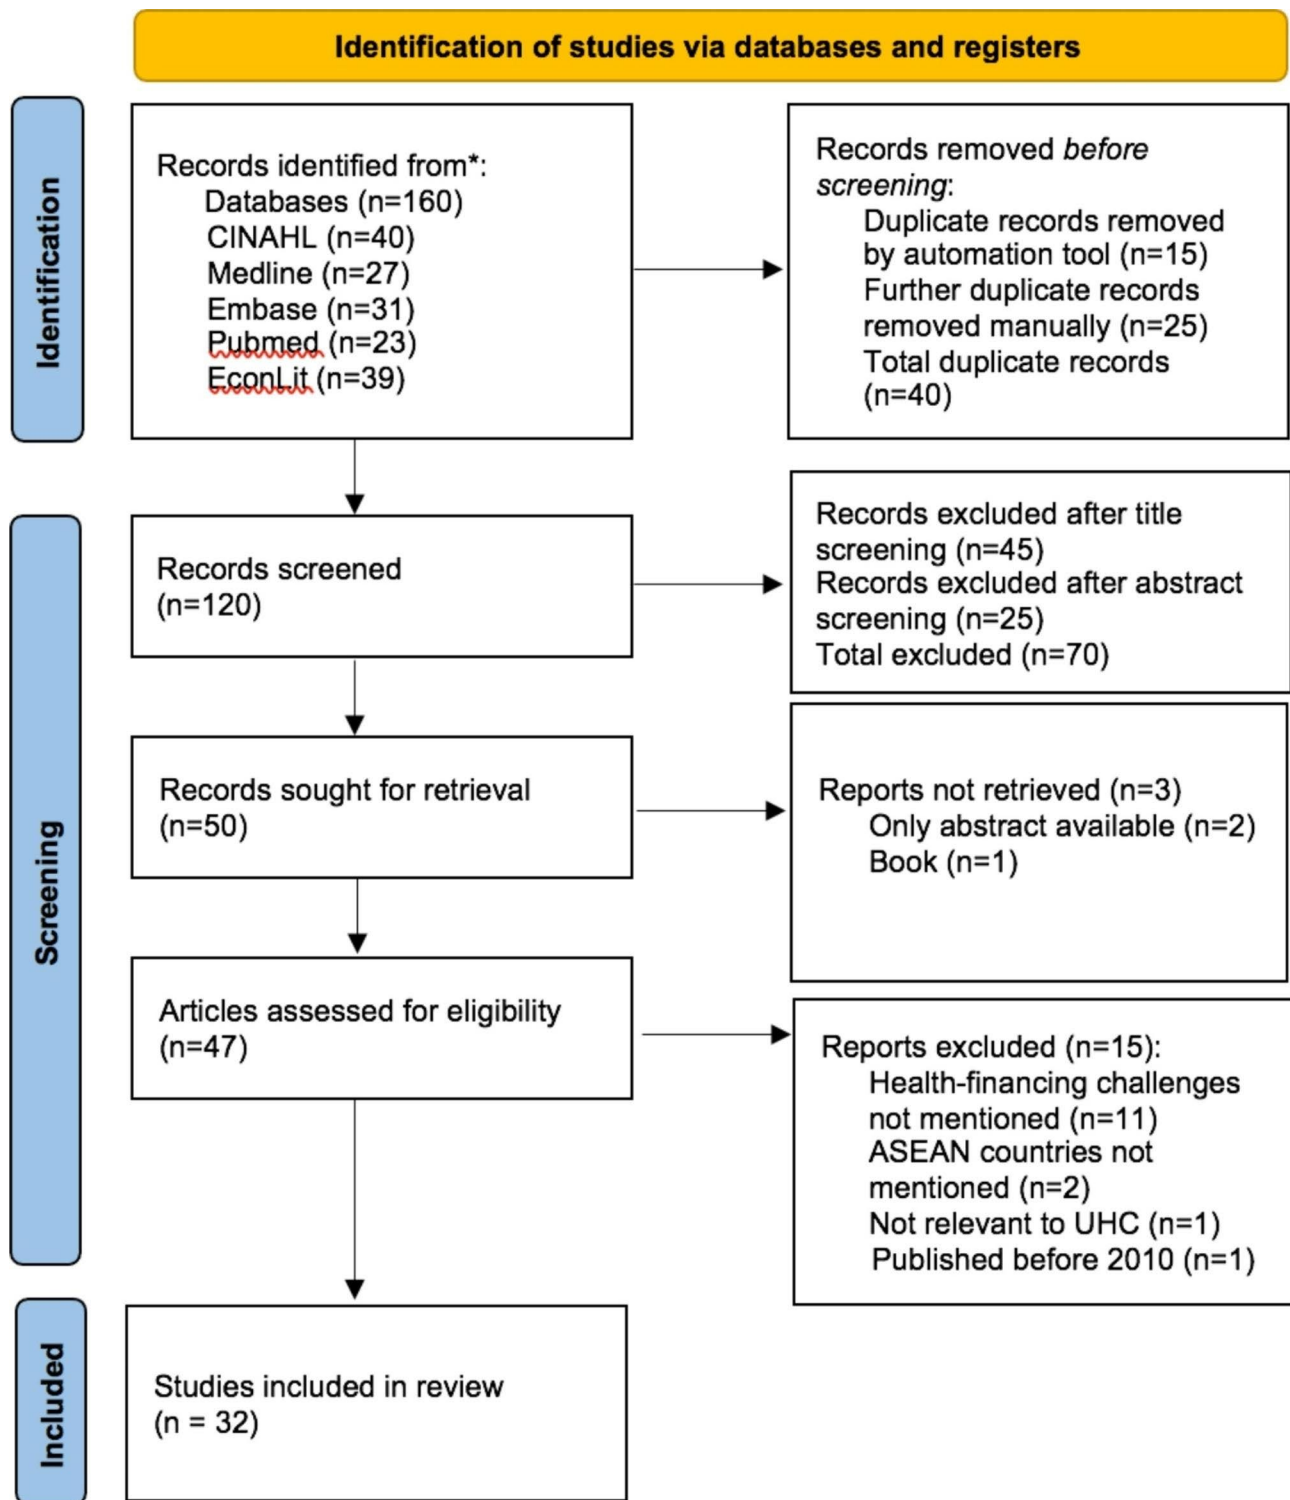 Identification of studies via databases and registers
Identification
Records identified from*:
Databases (n=160)
CINAHL (n=40)
Medline (n=27)
Embase (n=31)
Pubmed (n=23)
EconLit (n=39)
Records removed before
screening:
Duplicate records removed
by automation tool (n=15)
Further duplicate records
removed manually (n=25)
Total duplicate records
(n=40)
Screening
Records screened
(n=120)
Records excluded after title
screening (n=45)
Records excluded after abstract
screening (n=25)
Total excluded (n=70)
Records sought for retrieval
(n=50)
Reports not retrieved (n=3)
Only abstract available (n=2)
Book (n=1)
Articles assessed for eligibility
(n=47)
Reports excluded (n=15):
Health-financing challenges
not mentioned (n=11)
ASEAN countries not
mentioned (n=2)
Not relevant to UHC (n=1)
Published before 2010 (n=1)
Included
Studies included in review
(n = 32)